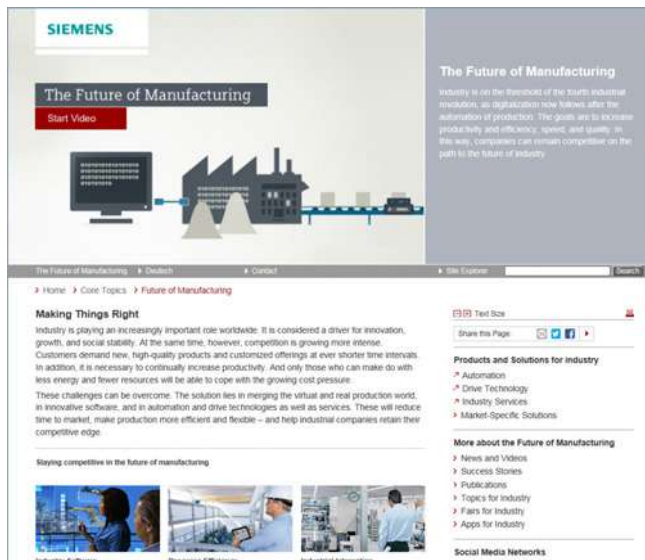 SIEMENS
The Future of Manufacturing
Start Video
The Future of Manufacturing
Industry is on the threshold of the fourth industrial
revolution, as digitalization now follows after the
automation of production. The goals are to increase
productivity and efficiency, speed, and quality. In
this way, companies can remain competitive on the
path to the future of industry.
The Future of Manufacturing Deutsch Contact Site Explorer Search
Home Core Topics Future of Manufacturing
Making Things Right
Industry is playing an increasingly important role worldwide. It is considered a driver for innovation,
growth, and social stability. At the same time, however, competition is growing more intense.
Customers demand new, high-quality products and customized offerings at ever shorter time intervals.
In addition, it is necessary to continually increase productivity. And only those who can make do with
less energy and fewer resources will be able to cope with the growing cost pressure.
These challenges can be overcome. The solution lies in merging the virtual and real production world,
in innovative software, and in automation and drive technologies as well as services. These will reduce
time to market, make production more efficient and flexible – and help industrial companies retain their
competitive edge.
Staying competitive in the future of manufacturing
Text Size
Share this Page:
Products and Solutions for industry
Automation
Drive Technology
Industry Services
Market-Specific Solutions
More about the Future of Manufacturing
News and Videos
Success Stories
Publications
Topics for Industry
Fairs for Industry
Apps for Industry
Social Media Networks